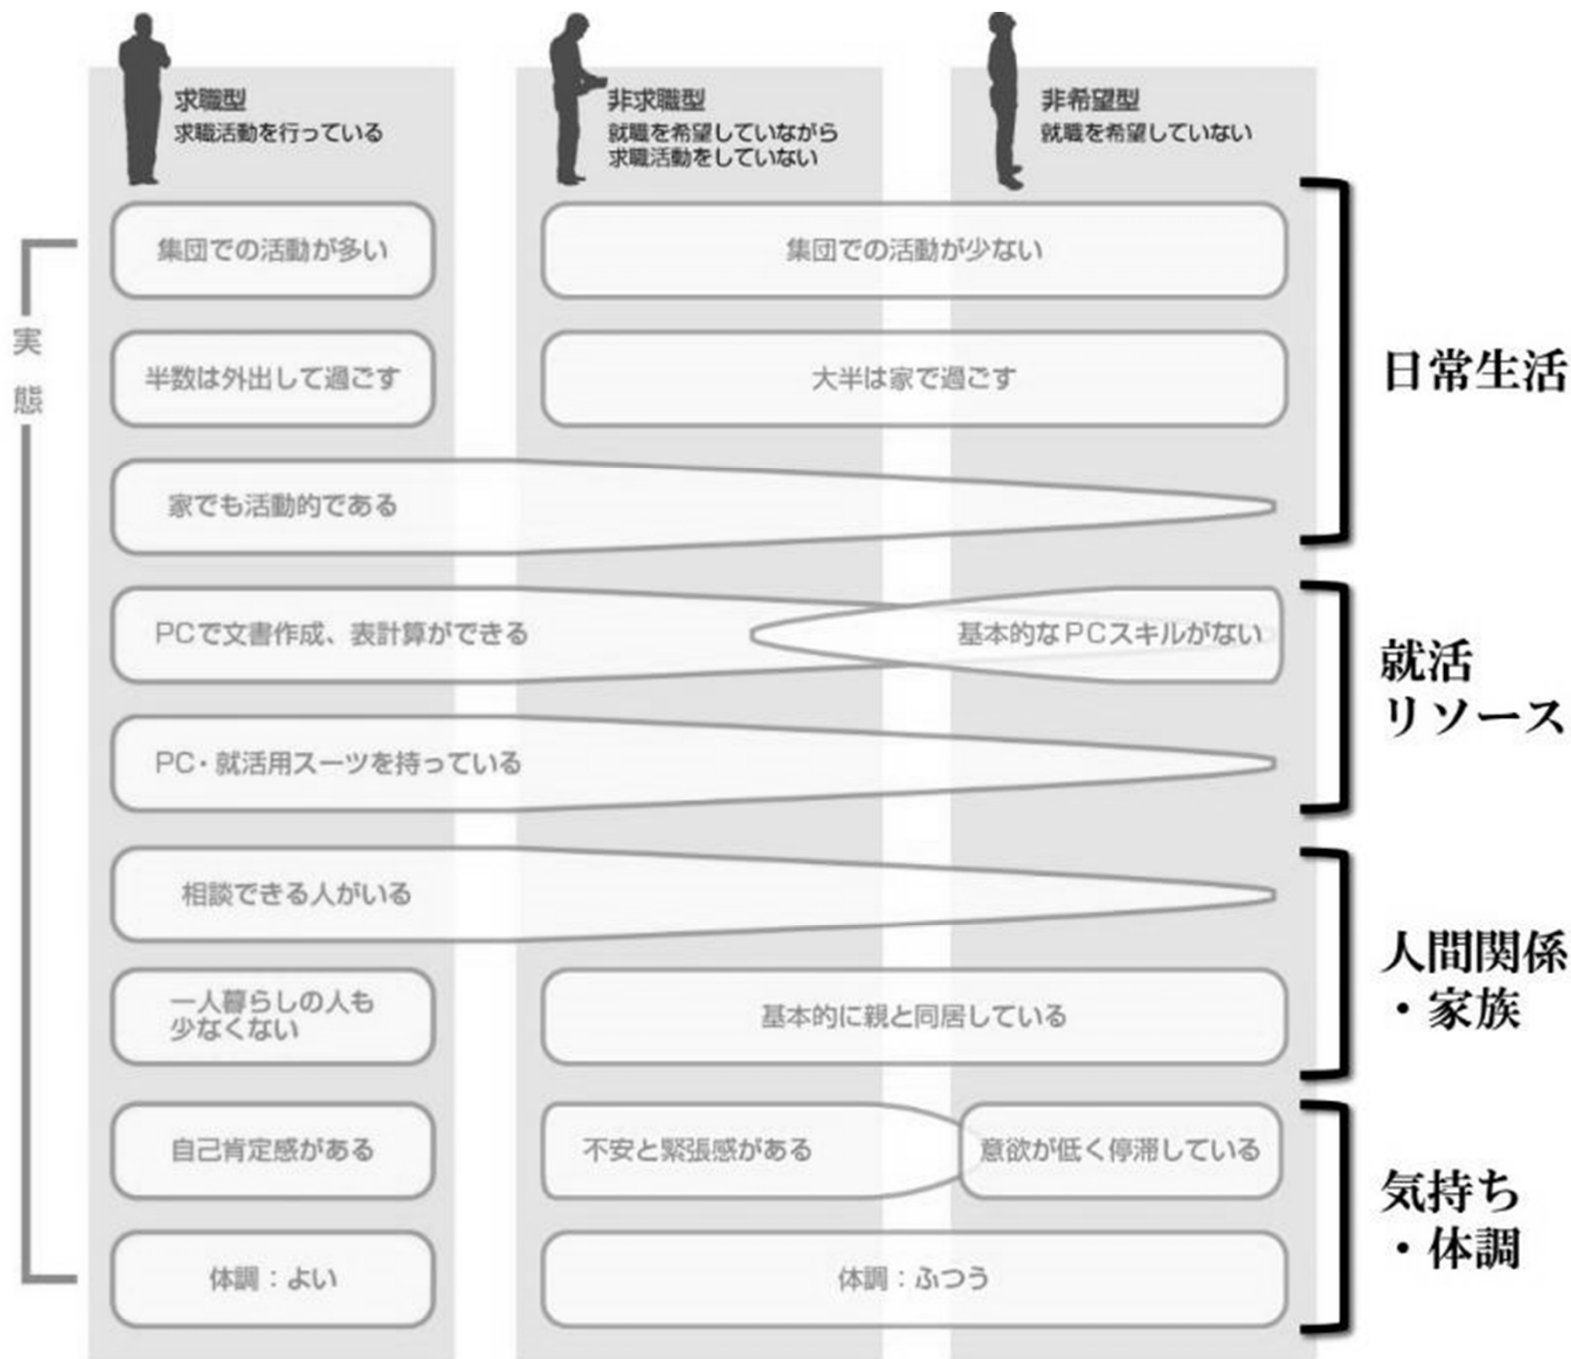 求職型
求職活動を行っている
非求職型
就職を希望していながら
求職活動をしていない
非希望型
就職を希望していない
実態
集団での活動が多い
集団での活動が少ない
半数は外出して過ごす
大半は家で過ごす
家でも活動的である
日常生活
PCで文書作成、表計算ができる
基本的なPCスキルがない
PC・就活用スーツを持っている
就活
リソース
相談できる人がいる
一人暮らしの人も
少なくない
基本的に親と同居している
人間関係
・家族
自己肯定感がある
不安と緊張感がある
意欲が低く停滞している
体調：よい
体調：ふつう
気持ち
・体調